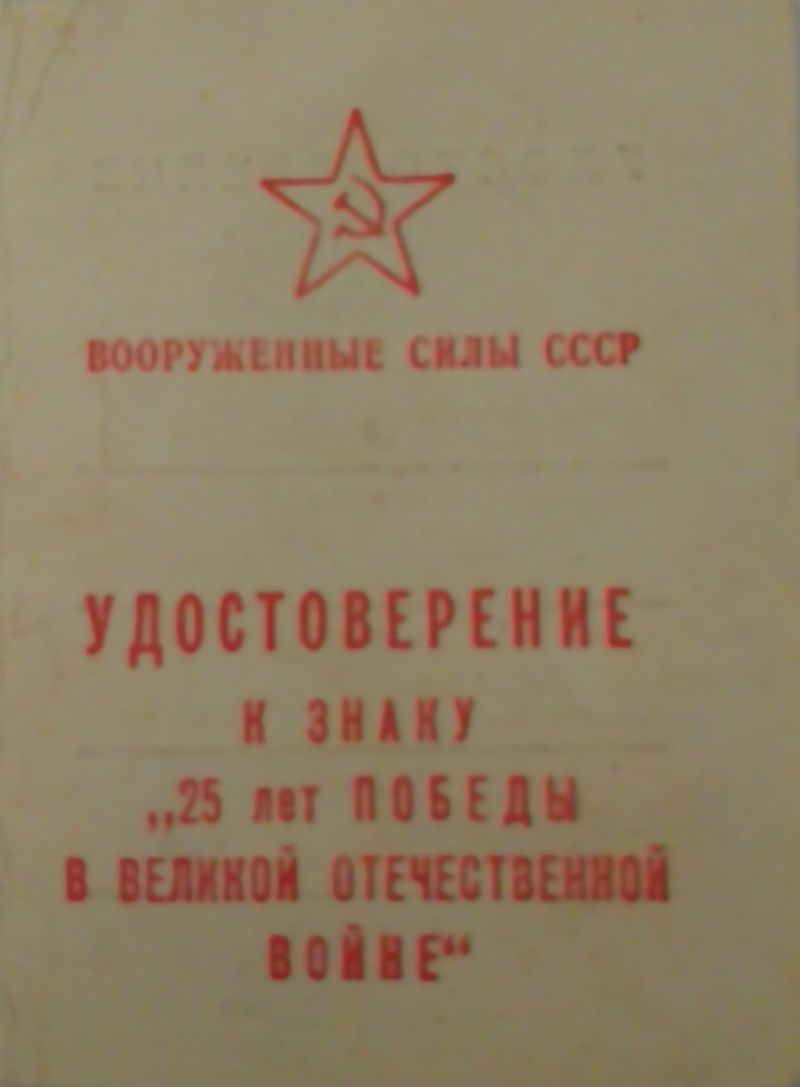 ВООРУЖЕННЫЕ СИЛЫ СССР
УДОСТОВЕРЕНИЕ
К ЗНАКУ
„25 лет ПОБЕДЫ
В ВЕЛИКОЙ ОТЕЧЕСТВЕННОЙ
ВОЙНЕ“